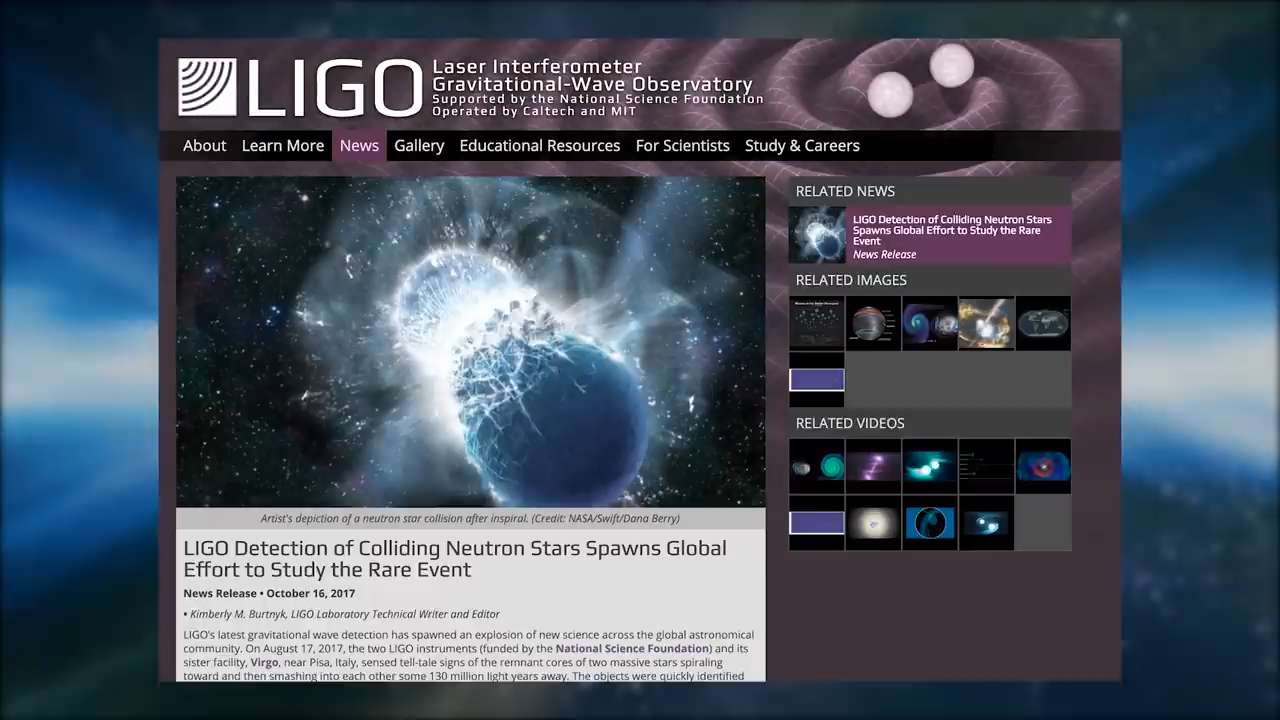 LIGO
Laser Interferometer
Gravitational-Wave Observatory
Supported by the National Science Foundation
Operated by Caltech and MIT
About Learn More News Gallery Educational Resources For Scientists Study & Careers
Artist's depiction of a neutron star collision after inspiral. (Credit: NASA/Swift/Dana Berry)
LIGO Detection of Colliding Neutron Stars Spawns Global
Effort to Study the Rare Event
News Release • October 16, 2017
• Kimberly M. Burtnyk, LIGO Laboratory Technical Writer and Editor
LIGO's latest gravitational wave detection has spawned an explosion of new science across the global astronomical
community. On August 17, 2017, the two LIGO instruments (funded by the National Science Foundation) and its
sister facility, Virgo, near Pisa, Italy, sensed tell-tale signs of the remnant cores of two massive stars spiraling
toward and then smashing into each other some 130 million light years away. The objects were quickly identified
RELATED NEWS
LIGO Detection of Colliding Neutron Stars
Spawns Global Effort to Study the Rare
Event
News Release
RELATED IMAGES
RELATED VIDEOS